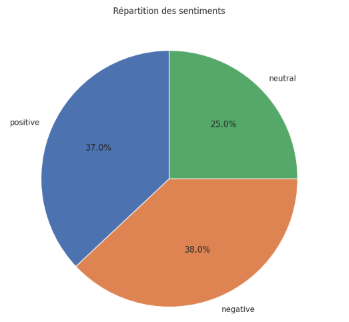 Répartition des sentiments
neutral
25.0%
positive
37.0%
38.0%
negative